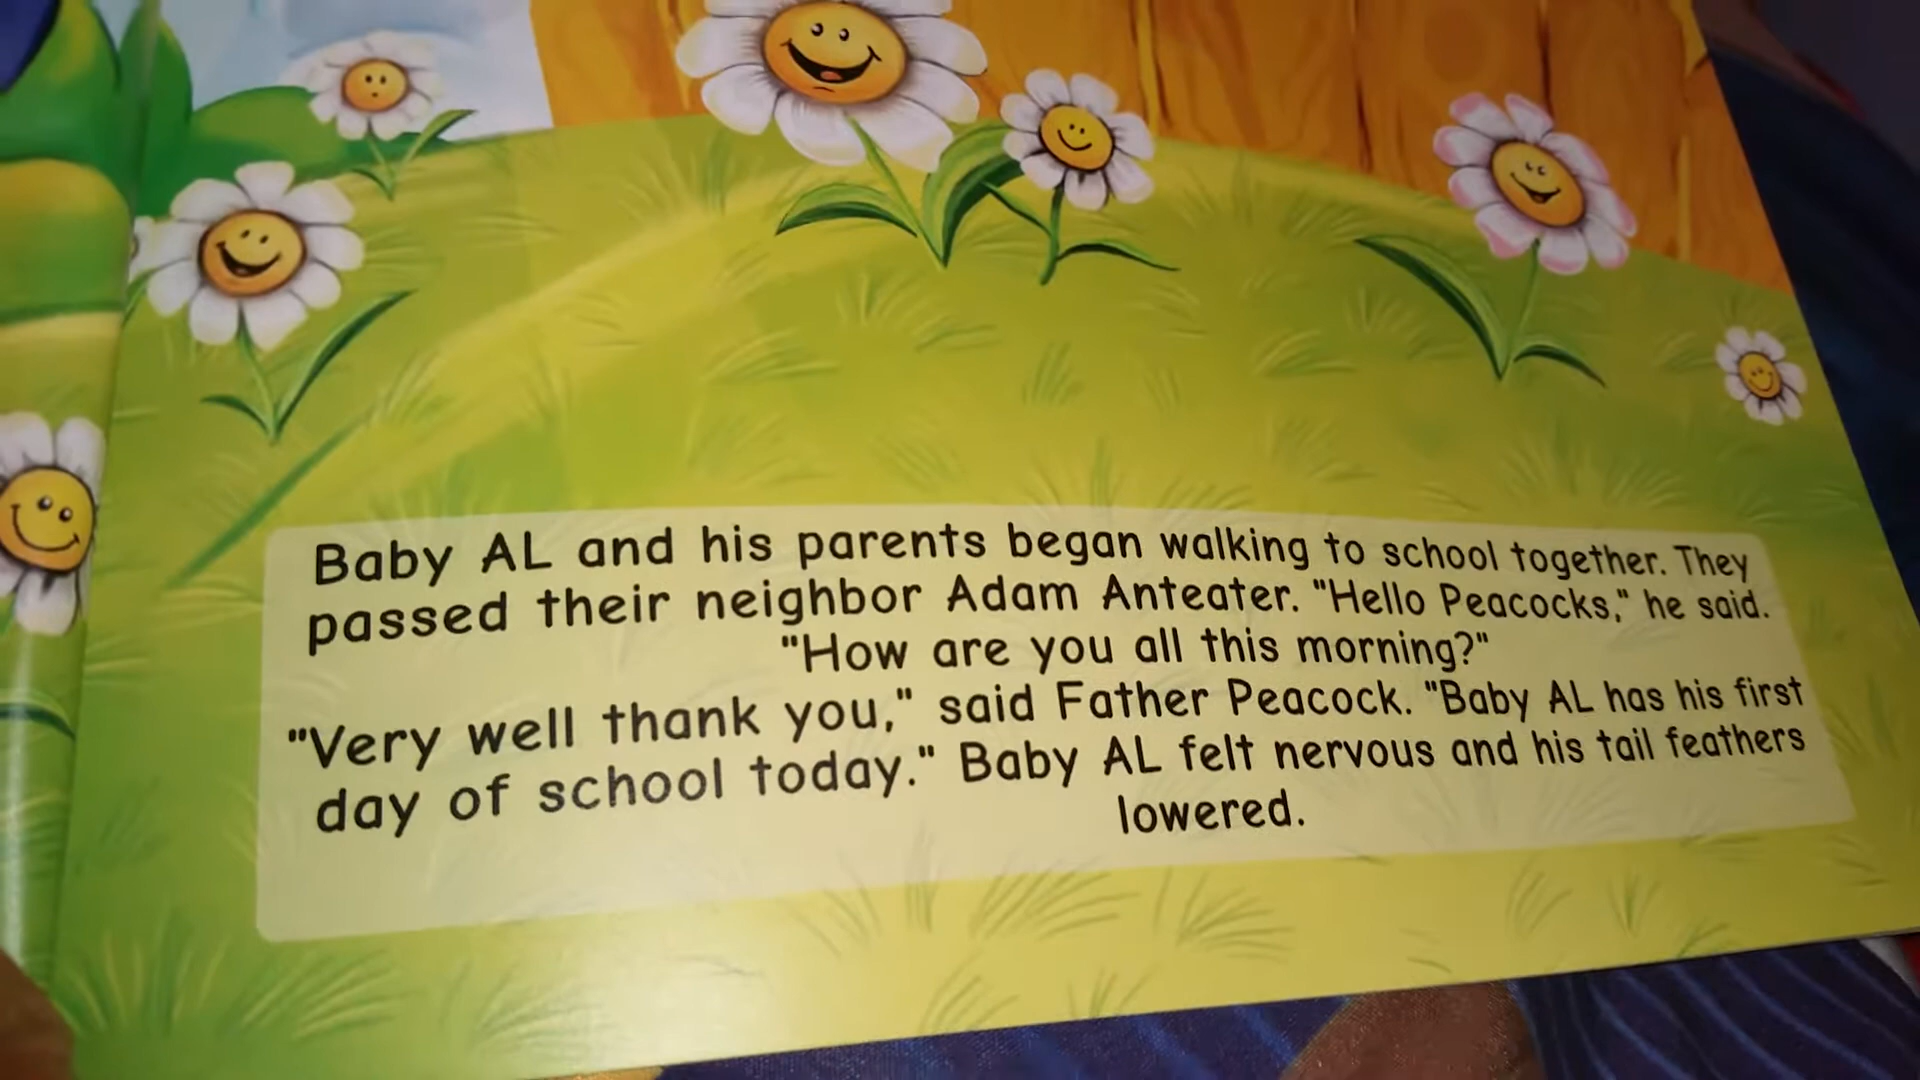 Baby AL and his parents began walking to school together. They
passed their neighbor Adam Anteater. "Hello Peacocks," he said.
"How are you all this morning?"
"Very well thank you," said Father Peacock. "Baby AL has his first
day of school today." Baby AL felt nervous and his tail feathers
lowered.